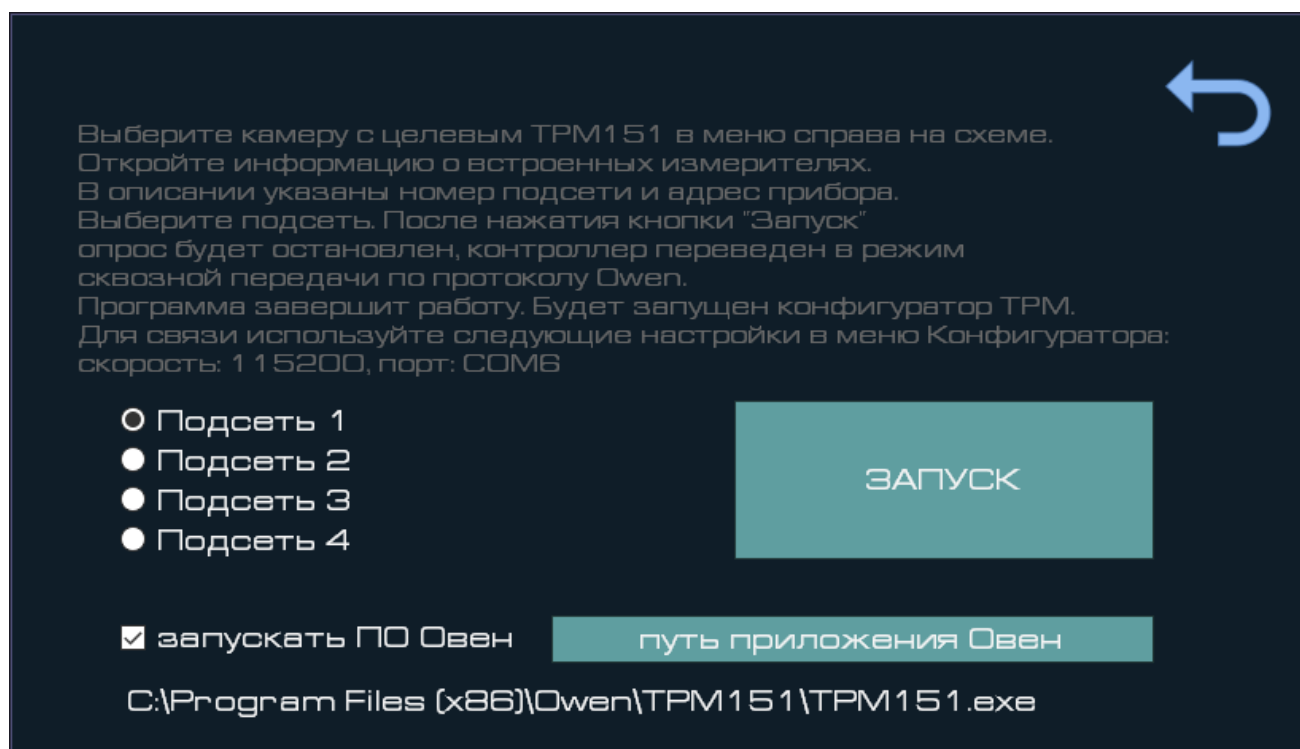 Выберите камеру с целевым ТРМ151 в меню справа на схеме.
Откройте информацию о встроенных измерителях.
В описании указаны номер подсети и адрес прибора.
Выберите подсеть. После нажатия кнопки "Запуск"
опрос будет остановлен, контроллер переведен в режим
сквозной передачи по протоколу Owen.
Программа завершит работу. Будет запущен конфигуратор ТРМ.
Для связи используйте следующие настройки в меню Конфигуратора:
скорость: 115200, порт: COM6
Подсеть 1
Подсеть 2
Подсеть 3
Подсеть 4
ЗАПУСК
запускать ПО Овен
путь приложения Овен
C:\Program Files (x86)\Owen\TPM151\TPM151.exe